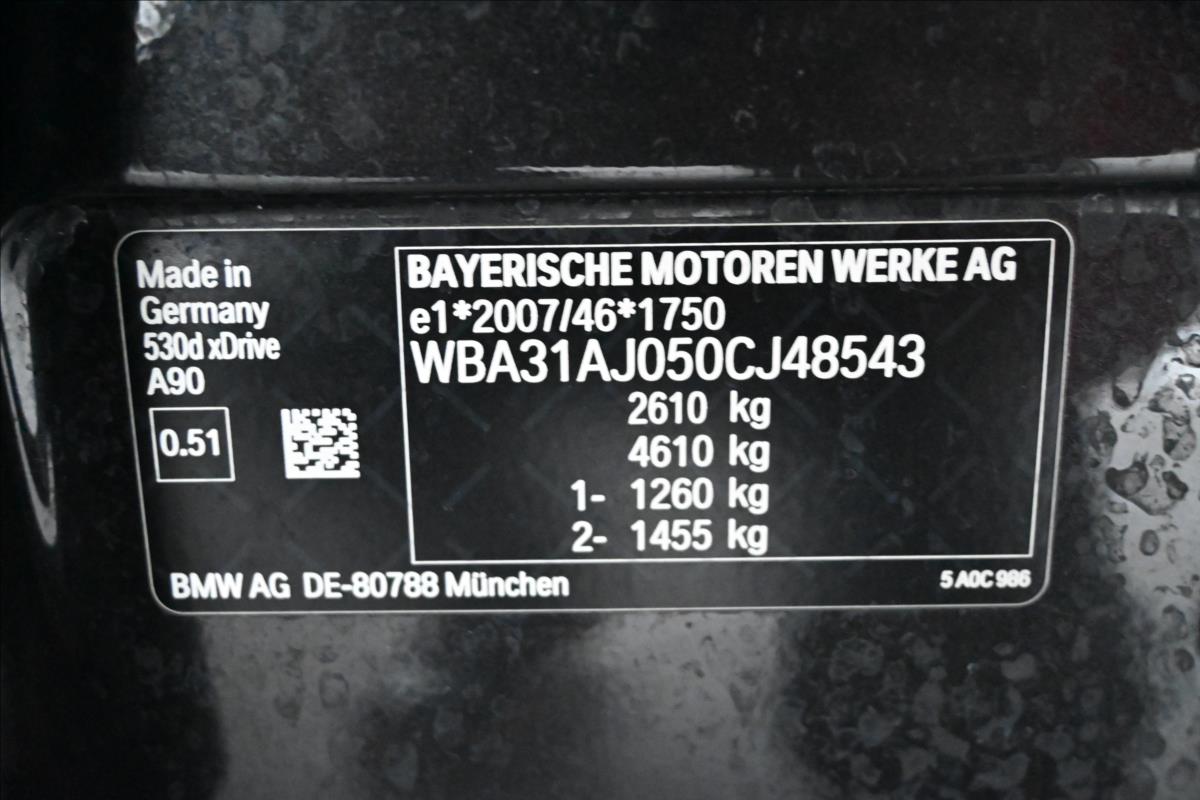 Made in
Germany
530d xDrive
A90
0.51
BAYERISCHE MOTOREN WERKE AG
e1*2007/46*1750
WBA31AJ050CJ48543
2610 kg
4610 kg
1- 1260 kg
2- 1455 kg
BMW AG DE-80788 München
5 A0C 986